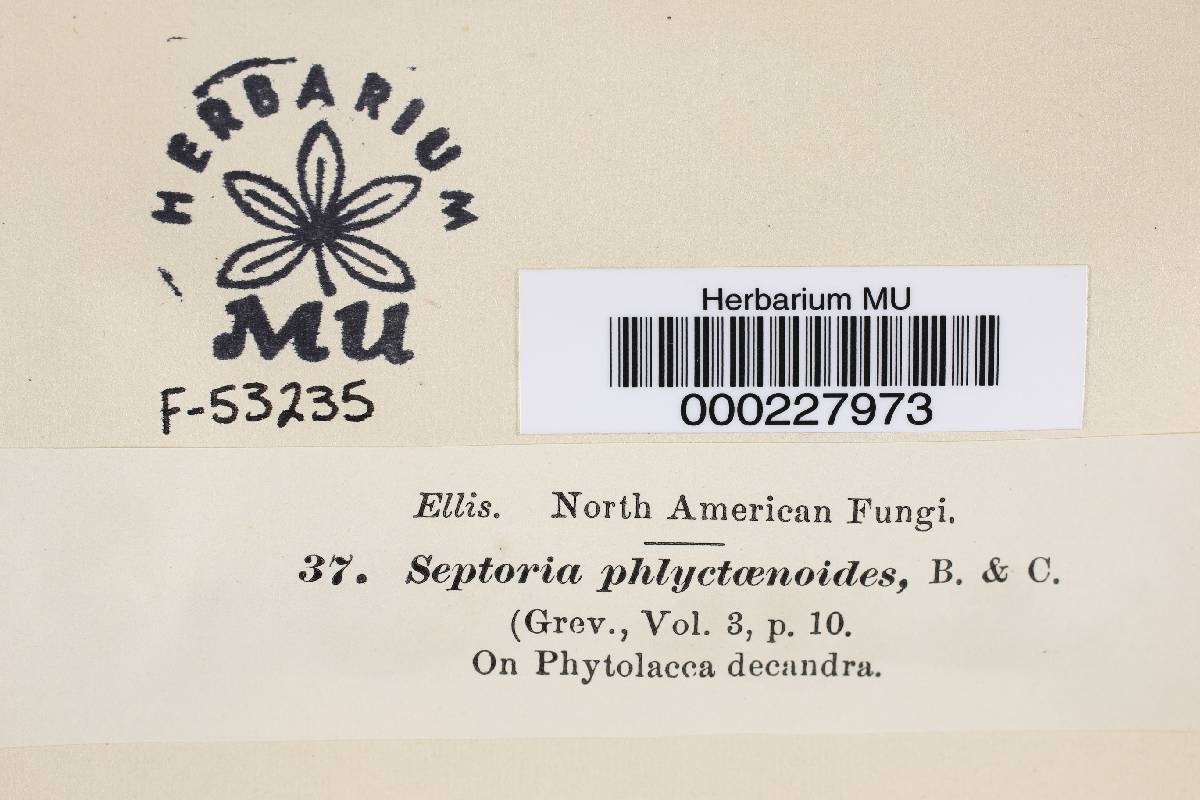 HERBARIUM
MU
F-53235
Herbarium MU
000227973
Ellis. North American Fungi.
37. Septoria phlyctœnoides, B. & C.
(Grev., Vol. 3, p. 10.
On Phytolacca decandra.